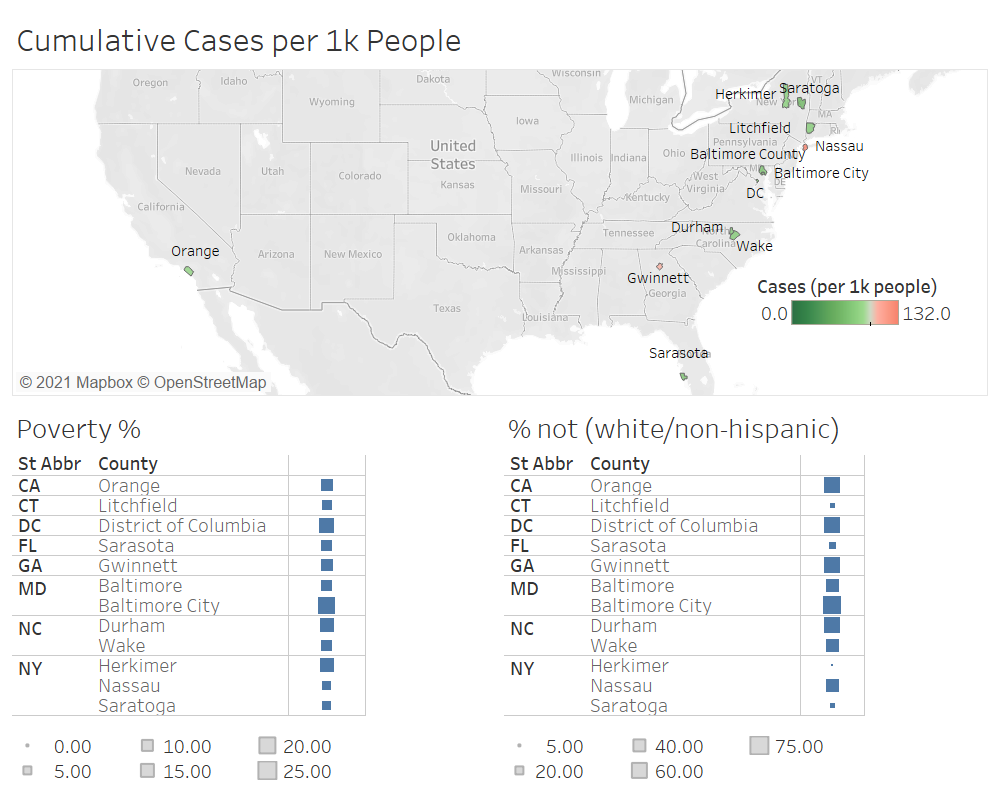 Cumulative Cases per 1k People
Oregon
Idaho
Dakota
Wisconsin
VT
Wyoming
Michigan
Herkimer
Saratoga
New York
MA
Iowa
Litchfield
RI
United
States
Nevada
Utah
Colorado
Kansas
Illinois
Indiana
Ohio
Pennsylvania
Nassau
Baltimore County
Baltimore City
Missouri
West
Virginia
DE
DC
California
Kentucky
Oklahoma
Tennessee
Durham
North
Carolina
Wake
Orange
Arizona
New Mexico
Arkansas
Mississippi
Gwinnett
Georgia
Cases (per 1k people)
0.0 132.0
Texas
Louisiana
Sarasota
© 2021 Mapbox © OpenStreetMap
Poverty %
St Abbr County
CA Orange
CT Litchfield
DC District of Columbia
FL Sarasota
GA Gwinnett
MD Baltimore
Baltimore City
NC Durham
Wake
NY Herkimer
Nassau
Saratoga
0.00 10.00 20.00
5.00 15.00 25.00
% not (white/non-hispanic)
St Abbr County
CA Orange
CT Litchfield
DC District of Columbia
FL Sarasota
GA Gwinnett
MD Baltimore
Baltimore City
NC Durham
Wake
NY Herkimer
Nassau
Saratoga
5.00 40.00 75.00
20.00 60.00